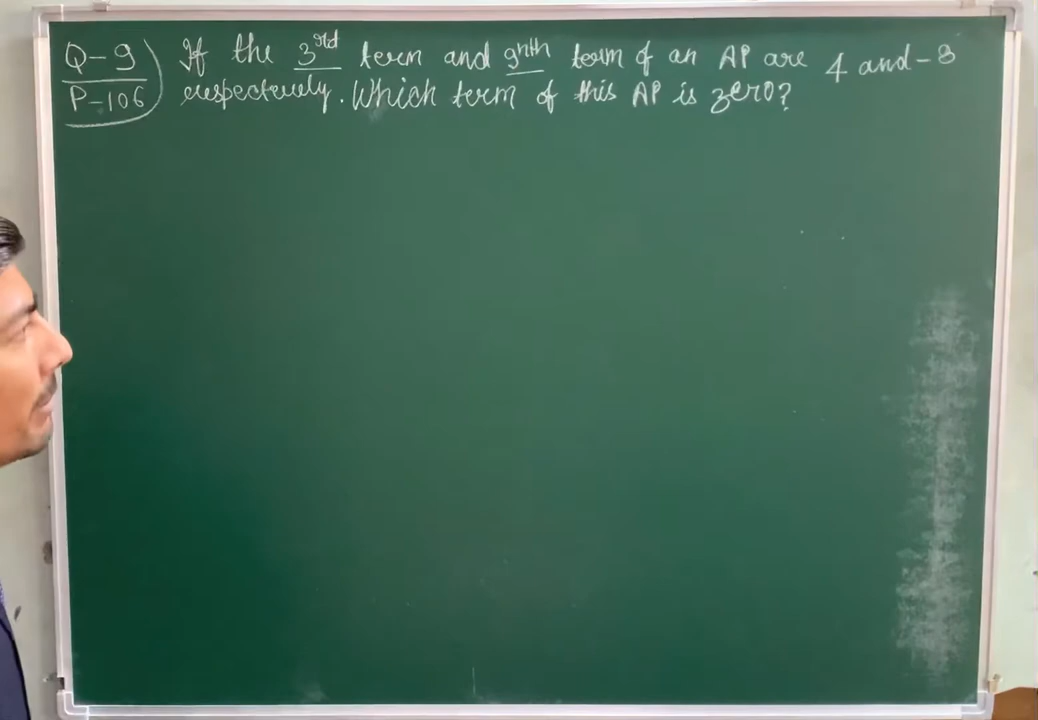 Q-9) If the 3rd term and 9nth term of an AP are 4 and -8
P-106 respectively. Which term of this AP is zero?